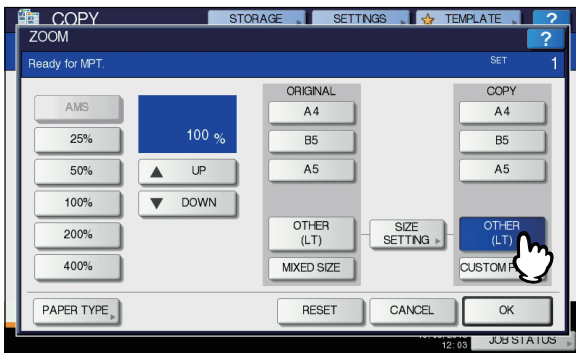 COPY STORAGE SETTINGS TEMPLATE ?
ZOOM ?
Ready for MPT. SET 1
ORIGINAL COPY
AMS A4 A4
25% 100 % B5 B5
50% UP A5 A5
100% DOWN
200% OTHER (LT) SIZE SETTING OTHER (LT)
400% MIXED SIZE CUSTOM
PAPER TYPE RESET CANCEL OK
12:03 JOB STATUS